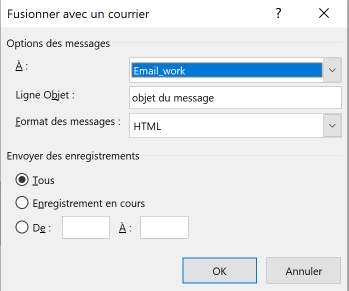 Fusionner avec un courrier
?
Options des messages
À :
Email_work
Ligne Objet :
objet du message
Format des messages :
HTML
Envoyer des enregistrements
Tous
Enregistrement en cours
De :
À :
OK
Annuler